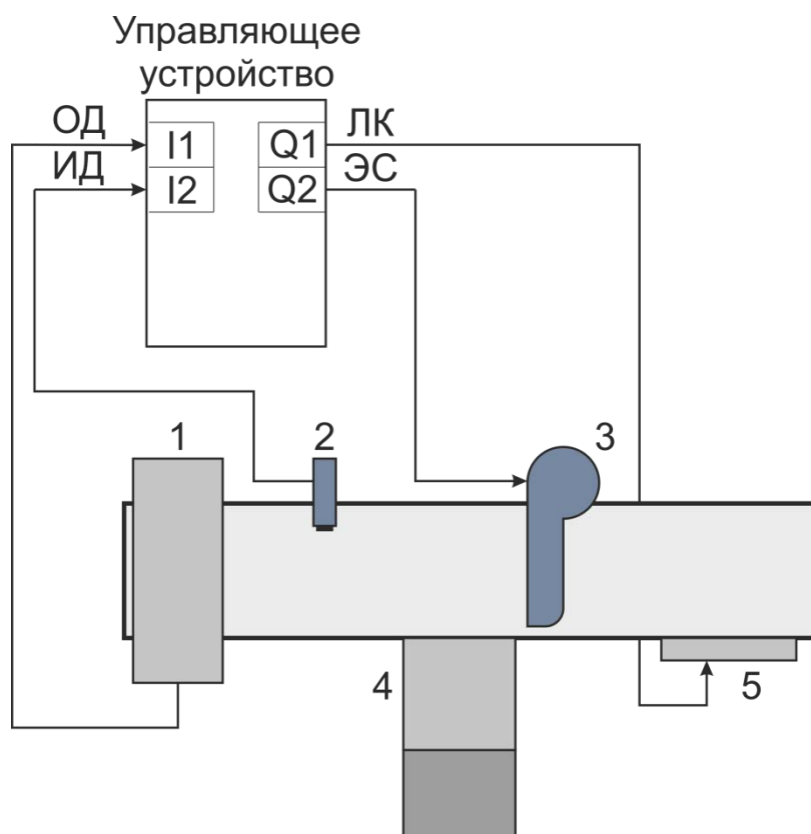 Управляющее
устройство
ОД
ЛК
I1
Q1
ИД
ЭС
I2
Q2
1
2
3
4
5